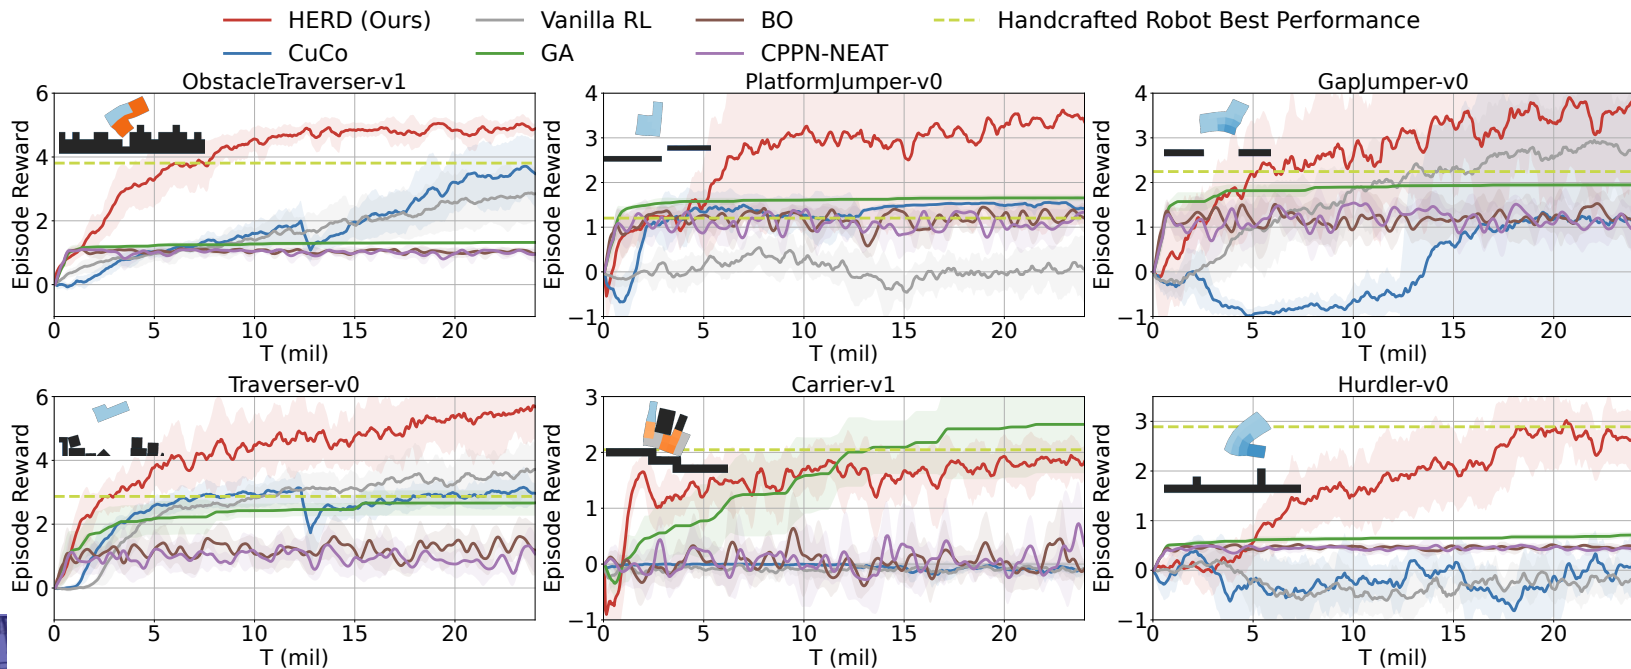 HERD (Ours) Vanilla RL BO Handcrafted Robot Best Performance
CuCo GA CPPN-NEAT
ObstacleTraverser-v1 PlatformJumper-v0 GapJumper-v0
Episode Reward
6
4
2
0
0 5 10 15 20
T (mil)
Episode Reward
4
3
2
1
0
−1
0 5 10 15 20
T (mil)
Episode Reward
4
3
2
1
0
−1
0 5 10 15 20
T (mil)
Traverser-v0 Carrier-v1 Hurdler-v0
Episode Reward
6
4
2
0
0 5 10 15 20
T (mil)
Episode Reward
3
2
1
0
−1
0 5 10 15 20
T (mil)
Episode Reward
3
2
1
0
−1
0 5 10 15 20
T (mil)